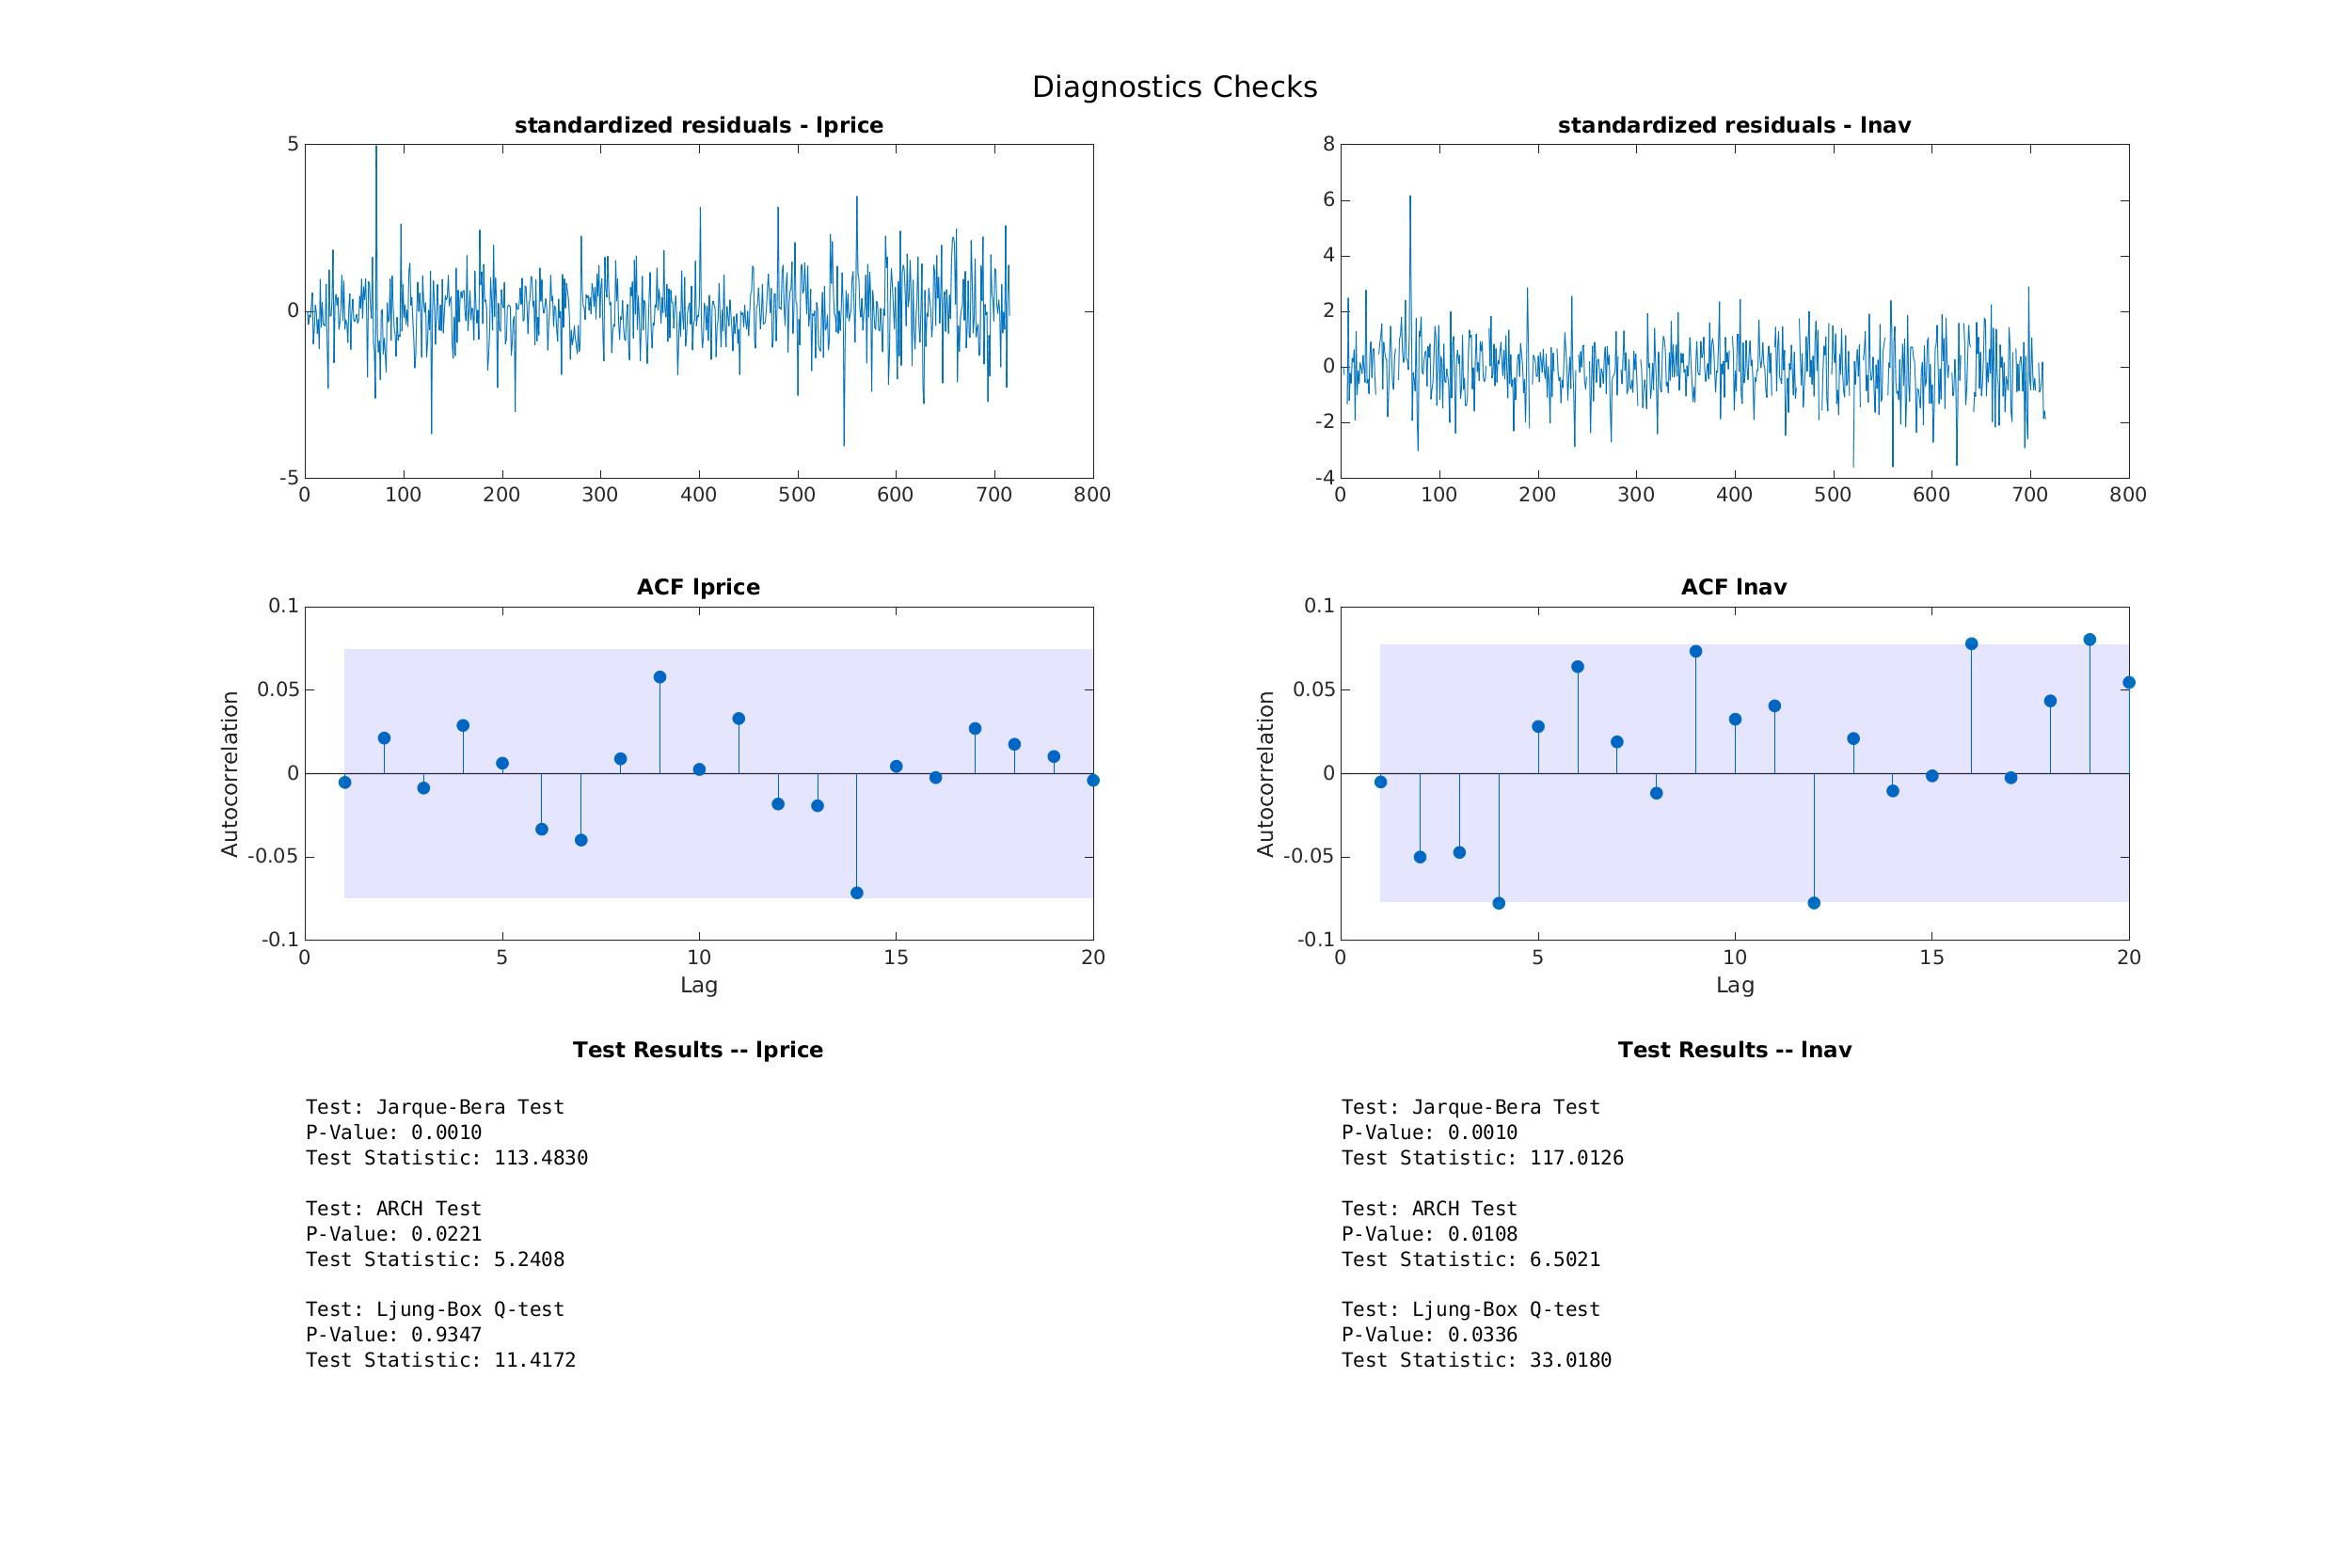 Diagnostics Checks
standardized residuals - lprice
5
0
-5
0 100 200 300 400 500 600 700 800
standardized residuals - lnav
8
6
4
2
0
-2
-4
0 100 200 300 400 500 600 700 800
ACF lprice
0.1
0.05
0
-0.05
-0.1
Autocorrelation
0 5 10 15 20
Lag
ACF lnav
0.1
0.05
0
-0.05
-0.1
Autocorrelation
0 5 10 15 20
Lag
Test Results -- lprice
Test: Jarque-Bera Test
P-Value: 0.0010
Test Statistic: 113.4830
Test: ARCH Test
P-Value: 0.0221
Test Statistic: 5.2408
Test: Ljung-Box Q-test
P-Value: 0.9347
Test Statistic: 11.4172
Test Results -- lnav
Test: Jarque-Bera Test
P-Value: 0.0010
Test Statistic: 117.0126
Test: ARCH Test
P-Value: 0.0108
Test Statistic: 6.5021
Test: Ljung-Box Q-test
P-Value: 0.0336
Test Statistic: 33.0180